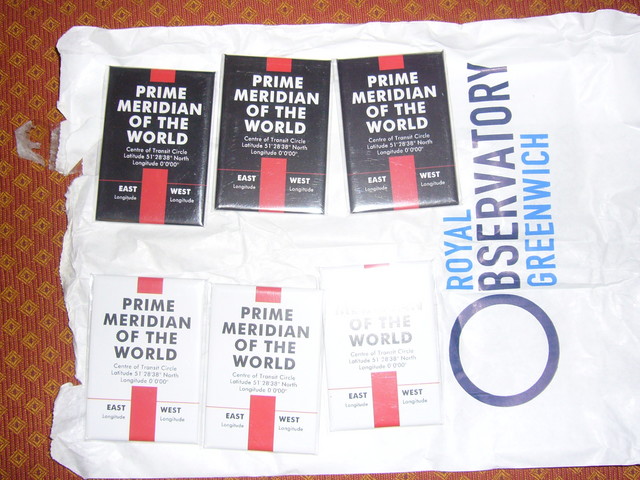 PRIME
MERIDIAN
OF THE
WORLD
Centre of Transit Circle
Latitude 51°28'38" North
Longitude 0°0'00"
EAST WEST
Longitude Longitude
PRIME
MERIDIAN
OF THE
WORLD
Centre of Transit Circle
Latitude 51°28'38" North
Longitude 0°0'00"
EAST WEST
Longitude Longitude
PRIME
MERIDIAN
OF THE
WORLD
Centre of Transit Circle
Latitude 51°28'38" North
Longitude 0°0'00"
EAST WEST
Longitude Longitude
PRIME
MERIDIAN
OF THE
WORLD
Centre of Transit Circle
Latitude 51°28'38" North
Longitude 0°0'00"
EAST WEST
Longitude Longitude
PRIME
MERIDIAN
OF THE
WORLD
Centre of Transit Circle
Latitude 51°28'38" North
Longitude 0°0'00"
EAST WEST
Longitude Longitude
OF THE
WORLD
Centre of Transit Circle
Latitude 51°28'38" North
Longitude 0°0'00"
EAST WEST
Longitude Longitude
ROYAL
OBSERVATORY
GREENWICH